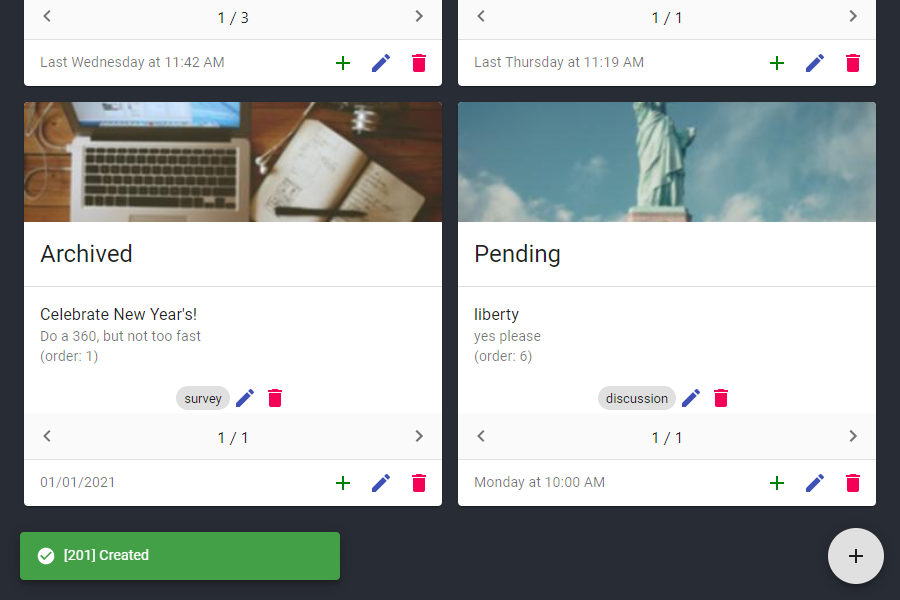 1 / 3
Last Wednesday at 11:42 AM
1 / 1
Last Thursday at 11:19 AM
Archived
Celebrate New Year's!
Do a 360, but not too fast
(order: 1)
survey
1 / 1
01/01/2021
Pending
liberty
yes please
(order: 6)
discussion
1 / 1
Monday at 10:00 AM
[201] Created